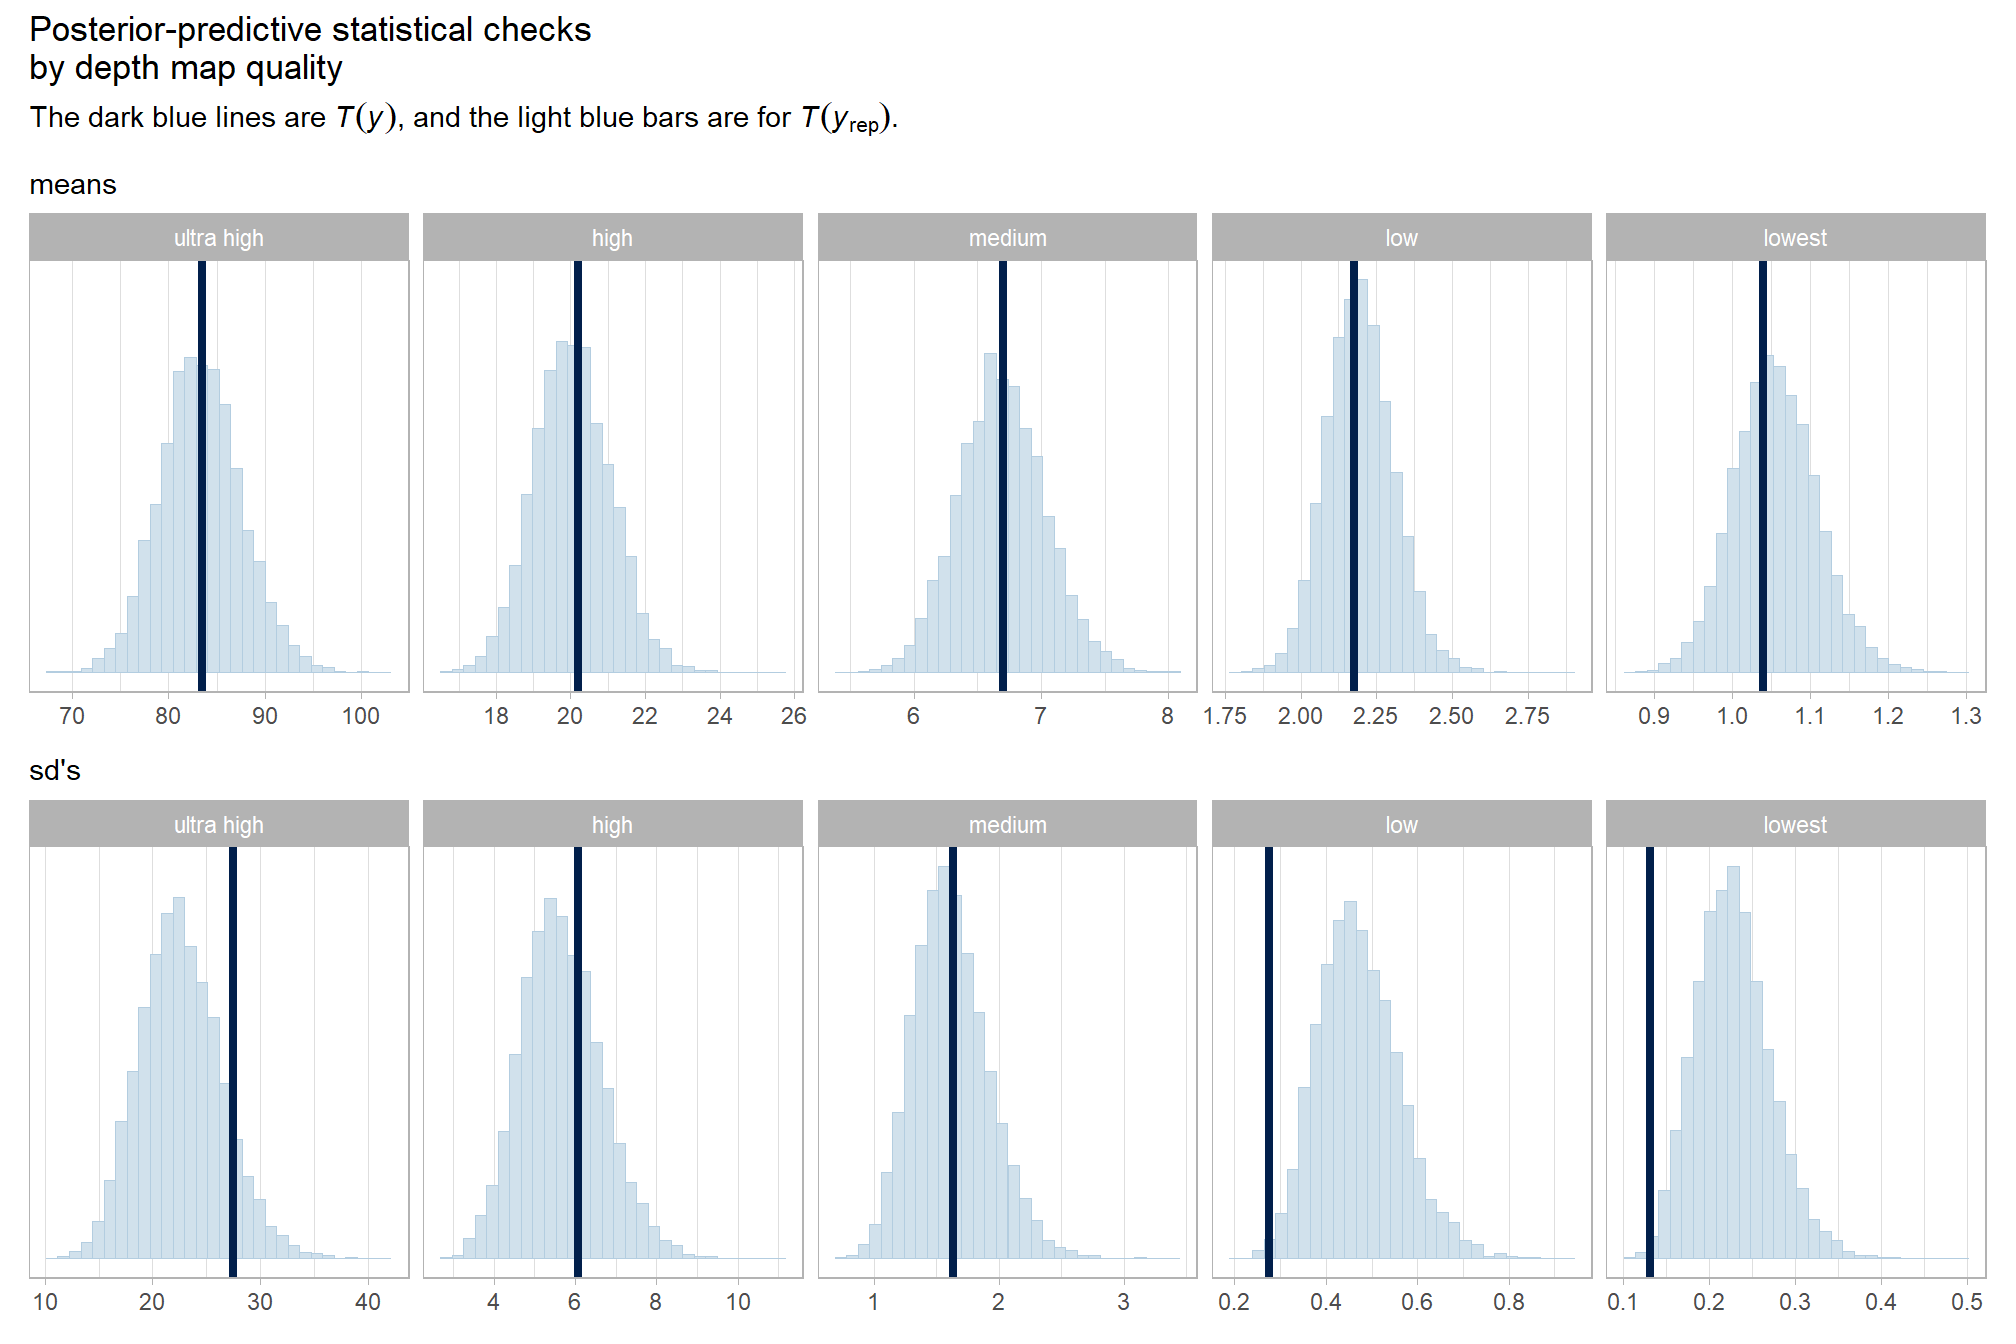 Posterior-predictive statistical checks
by depth map quality
The dark blue lines are T(y), and the light blue bars are for T(y_rep).
means
ultra high high medium low lowest
70 80 90 100 18 20 22 24 26 6 7 8 1.75 2.00 2.25 2.50 2.75 0.9 1.0 1.1 1.2 1.3
sd's
ultra high high medium low lowest
10 20 30 40 4 6 8 10 1 2 3 0.2 0.4 0.6 0.8 0.1 0.2 0.3 0.4 0.5